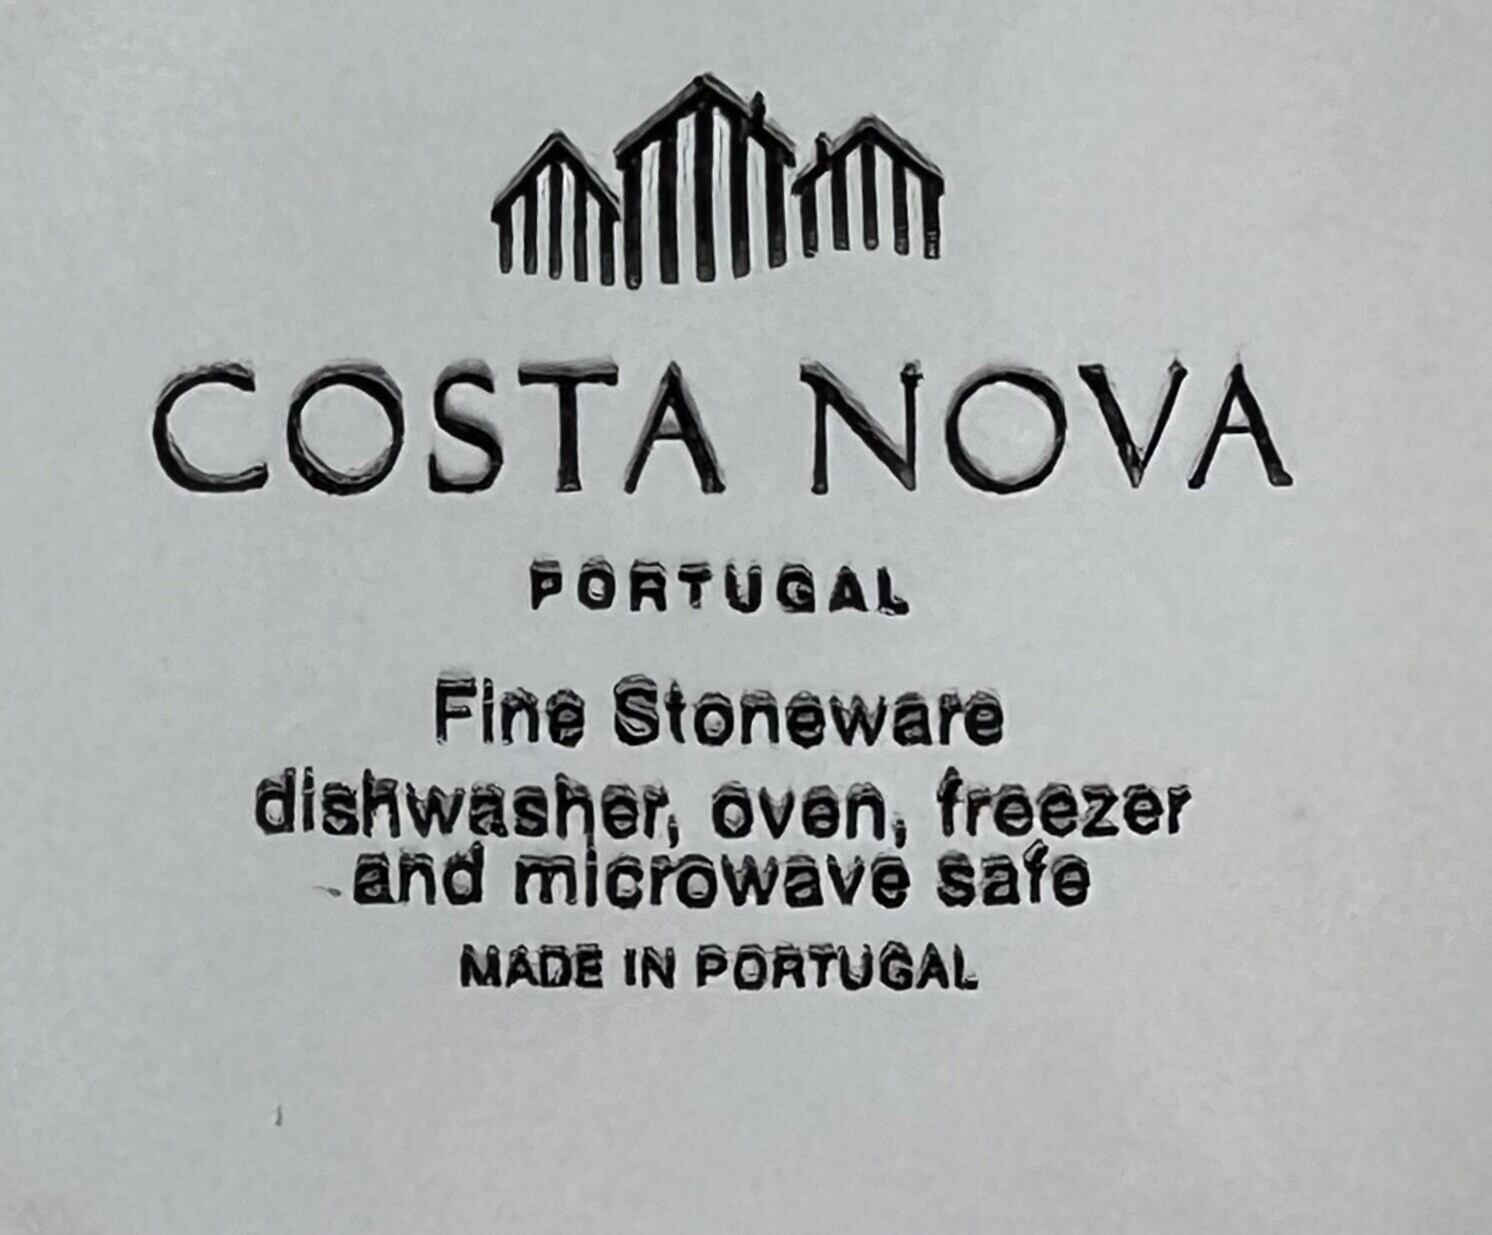 COSTA NOVA
PORTUGAL
Fine Stoneware
dishwasher, oven, freezer
and microwave safe
MADE IN PORTUGAL